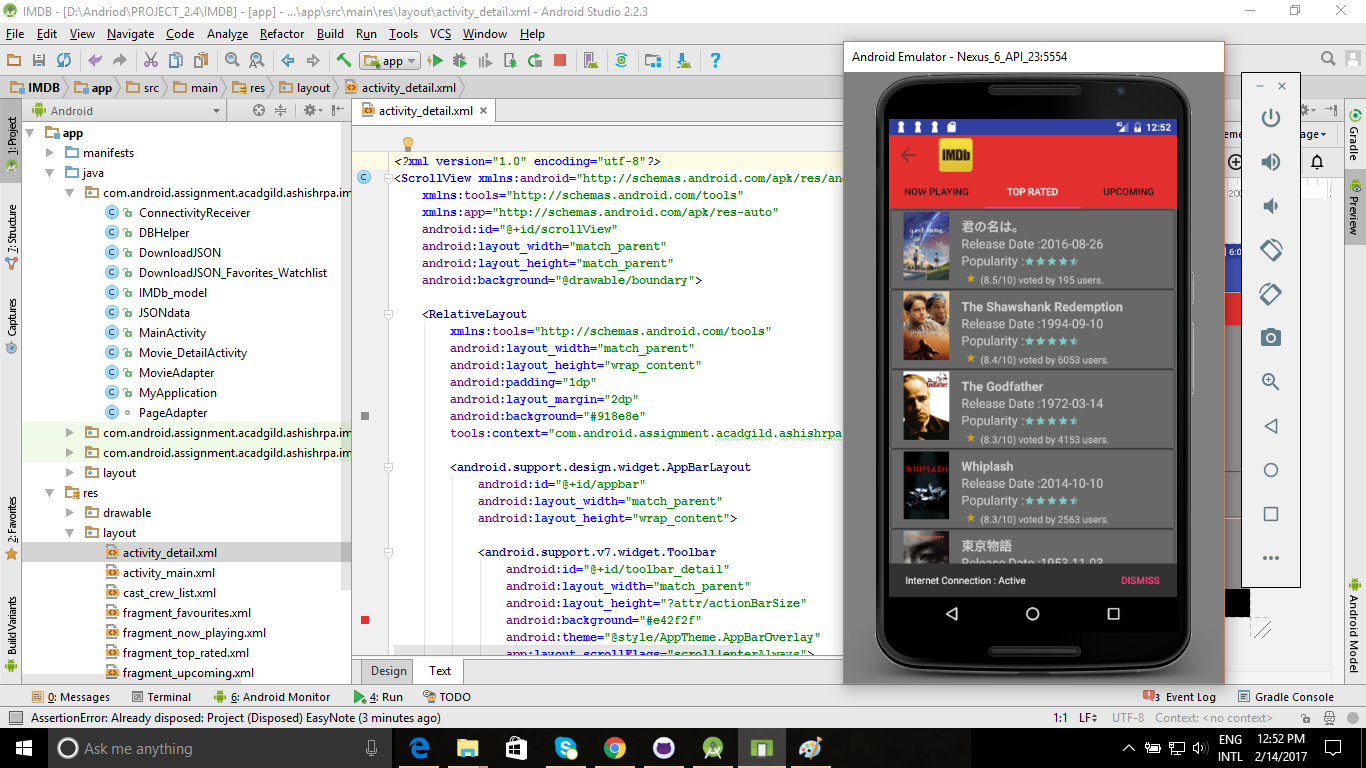 IMDB - [D:\Andriod\PROJECT_2.4\IMDB] - [app] - ...\app\src\main\res\layout\activity_detail.xml - Android Studio 2.2.3
File Edit View Navigate Code Analyze Refactor Build Run Tools VCS Window Help
app
IMDB app src main res layout activity_detail.xml
1: Project
7: Structure
Captures
2: Favorites
Build Variants
Android
app
manifests
java
com.android.assignment.acadgild.ashishrpa.im
ConnectivityReceiver
DBHelper
DownloadJSON
DownloadJSON_Favorites_Watchlist
IMDb_model
JSONdata
MainActivity
Movie_DetailActivity
MovieAdapter
MyApplication
PageAdapter
com.android.assignment.acadgild.ashishrpa.im
com.android.assignment.acadgild.ashishrpa.im
layout
res
drawable
layout
activity_detail.xml
activity_main.xml
cast_crew_list.xml
fragment_favourites.xml
fragment_now_playing.xml
fragment_top_rated.xml
fragment_upcoming.xml
activity_detail.xml
<?xml version="1.0" encoding="utf-8"?>
<ScrollView xmlns:android="http://schemas.android.com/apk/res/and
xmlns:tools="http://schemas.android.com/tools"
xmlns:app="http://schemas.android.com/apk/res-auto"
android:id="@+id/scrollView"
android:layout_width="match_parent"
android:layout_height="match_parent"
android:background="@drawable/boundary">
<RelativeLayout
xmlns:tools="http://schemas.android.com/tools"
android:layout_width="match_parent"
android:layout_height="wrap_content"
android:padding="1dp"
android:layout_margin="2dp"
android:background="#918e8e"
tools:context="com.android.assignment.acadgild.ashishrpa
<android.support.design.widget.AppBarLayout
android:id="@+id/appbar"
android:layout_width="match_parent"
android:layout_height="wrap_content">
<android.support.v7.widget.Toolbar
android:id="@+id/toolbar_detail"
android:layout_width="match_parent"
android:layout_height="?attr/actionBarSize"
android:background="#e42f2f"
android:theme="@style/AppTheme.AppBarOverlay"
app:layout_scrollFlags="scroll|enterAlways">
Design Text
Android Emulator - Nexus_6_API_23:5554
4G 12:52
IMDb
NOW PLAYING TOP RATED UPCOMING
君の名は。
Release Date :2016-08-26
Popularity :
(8.5/10) voted by 195 users.
The Shawshank Redemption
Release Date :1994-09-10
Popularity :
(8.4/10) voted by 6053 users.
The Godfather
Release Date :1972-03-14
Popularity :
(8.3/10) voted by 4153 users.
WHIPLASH
Whiplash
Release Date :2014-10-10
Popularity :
(8.3/10) voted by 2563 users.
東京物語
Release Date :1953-11-03
Internet Connection : Active DISMISS
Gradle
Preview
Android Model
0: Messages Terminal 6: Android Monitor 4: Run TODO 3 Event Log Gradle Console
AssertionError: Already disposed: Project (Disposed) EasyNote (3 minutes ago) 1:1 LF UTF-8 Context: <no context>
Ask me anything
ENG
INTL
12:52 PM
2/14/2017